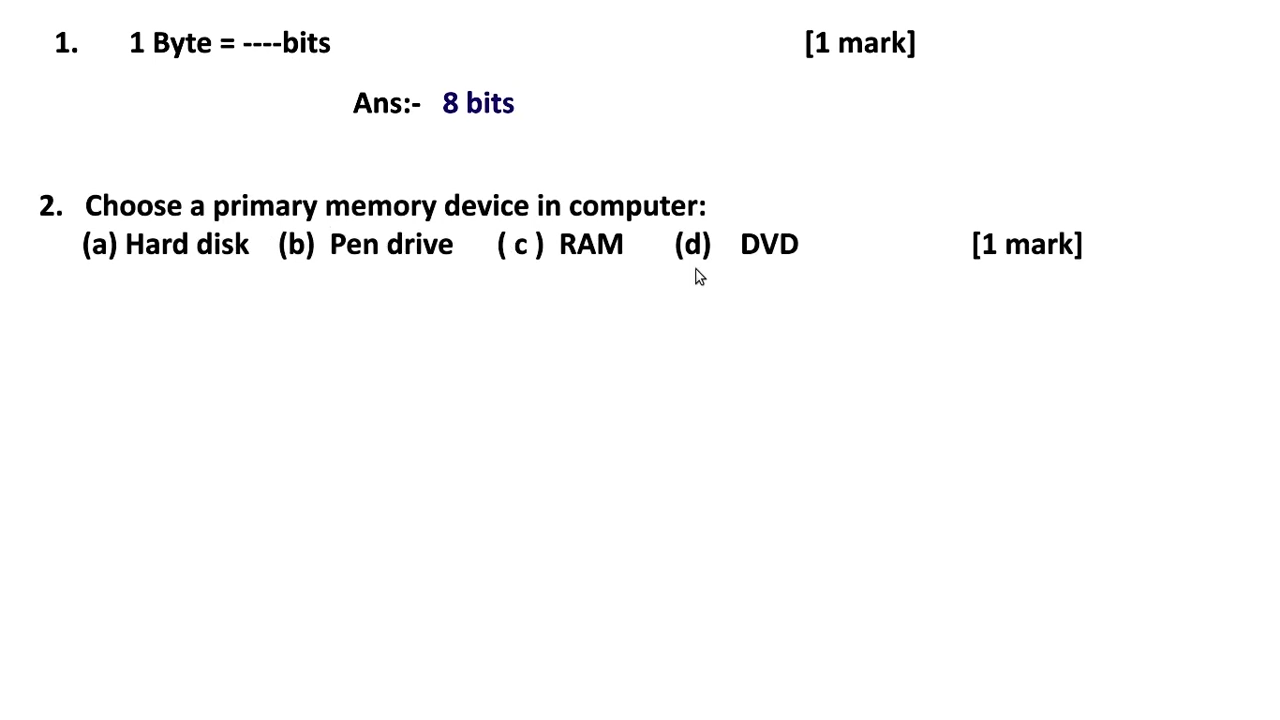 1. 1 Byte = ----bits [1 mark]
Ans:- 8 bits
2. Choose a primary memory device in computer:
(a) Hard disk (b) Pen drive ( c ) RAM (d) DVD [1 mark]